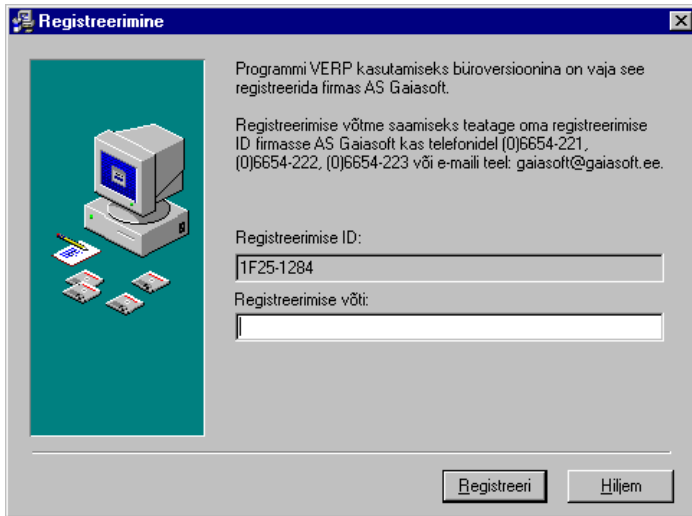 Registreerimine
Programmi VERP kasutamiseks büroversioonina on vaja see
registreerida firmas AS Gaiasoft.
Registreerimise võtme saamiseks teatage oma registreerimise
ID firmasse AS Gaiasoft kas telefonidel (0)6654-221,
(0)6654-222, (0)6654-223 või e-maili teel: gaiasoft@gaiasoft.ee.
Registreerimise ID:
1F25-1284
Registreerimise võti:
Registreeri
Hiljem